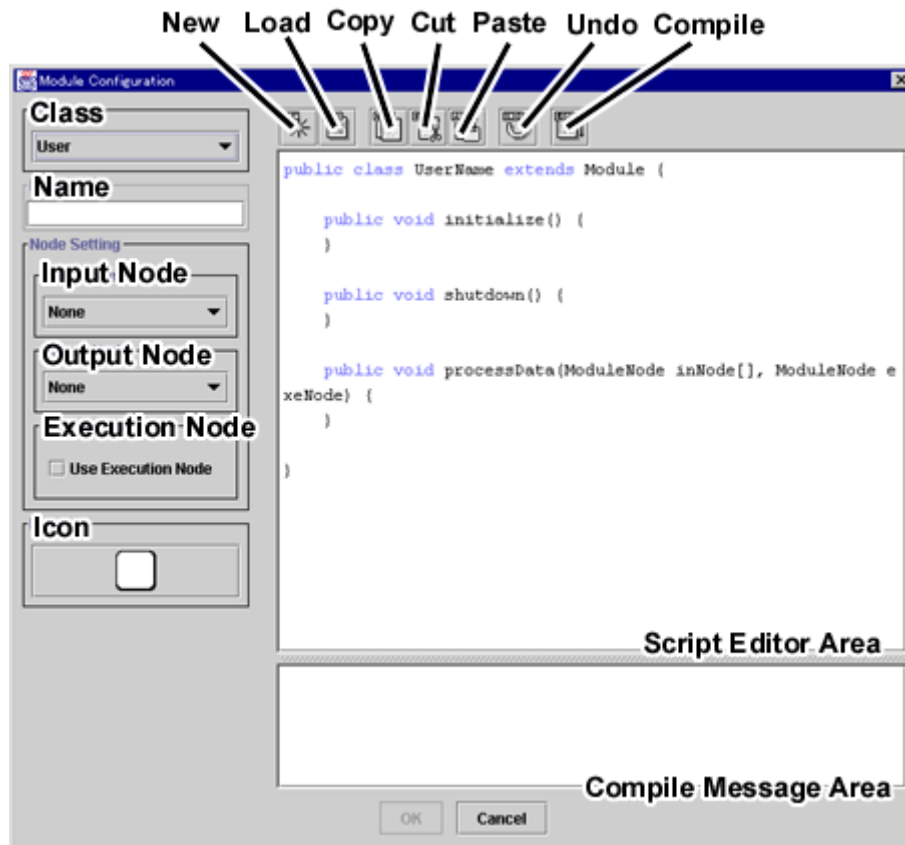 New Load Copy Cut Paste Undo Compile
Module Configuration
Class
User
Name
Node Setting
Input Node
None
Output Node
None
Execution Node
Use Execution Node
Icon
public class UserName extends Module {
public void initialize() {
}
public void shutdown() {
}
public void processData(ModuleNode inNode[], ModuleNode e
xeNode) {
}
}
Script Editor Area
Compile Message Area
OK Cancel